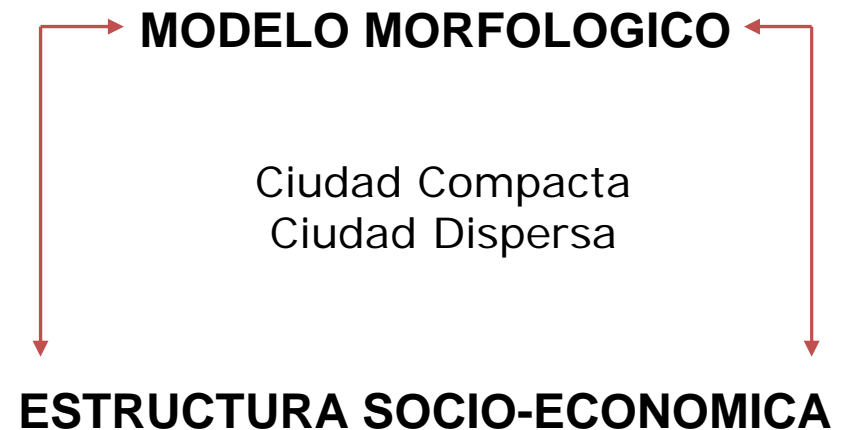 MODELO MORFOLOGICO
Ciudad Compacta
Ciudad Dispersa
ESTRUCTURA SOCIO-ECONOMICA